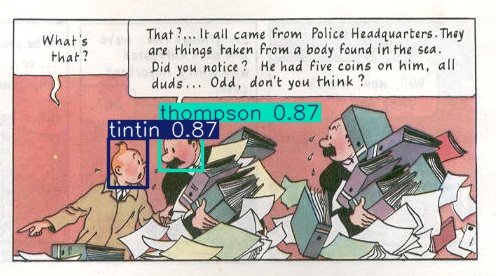 What's
that?
That?... It all came from Police Headquarters. They
are things taken from a body found in the sea.
Did you notice? He had five coins on him, all
duds... Odd, don't you think?
thompson 0.87
tintin 0.87